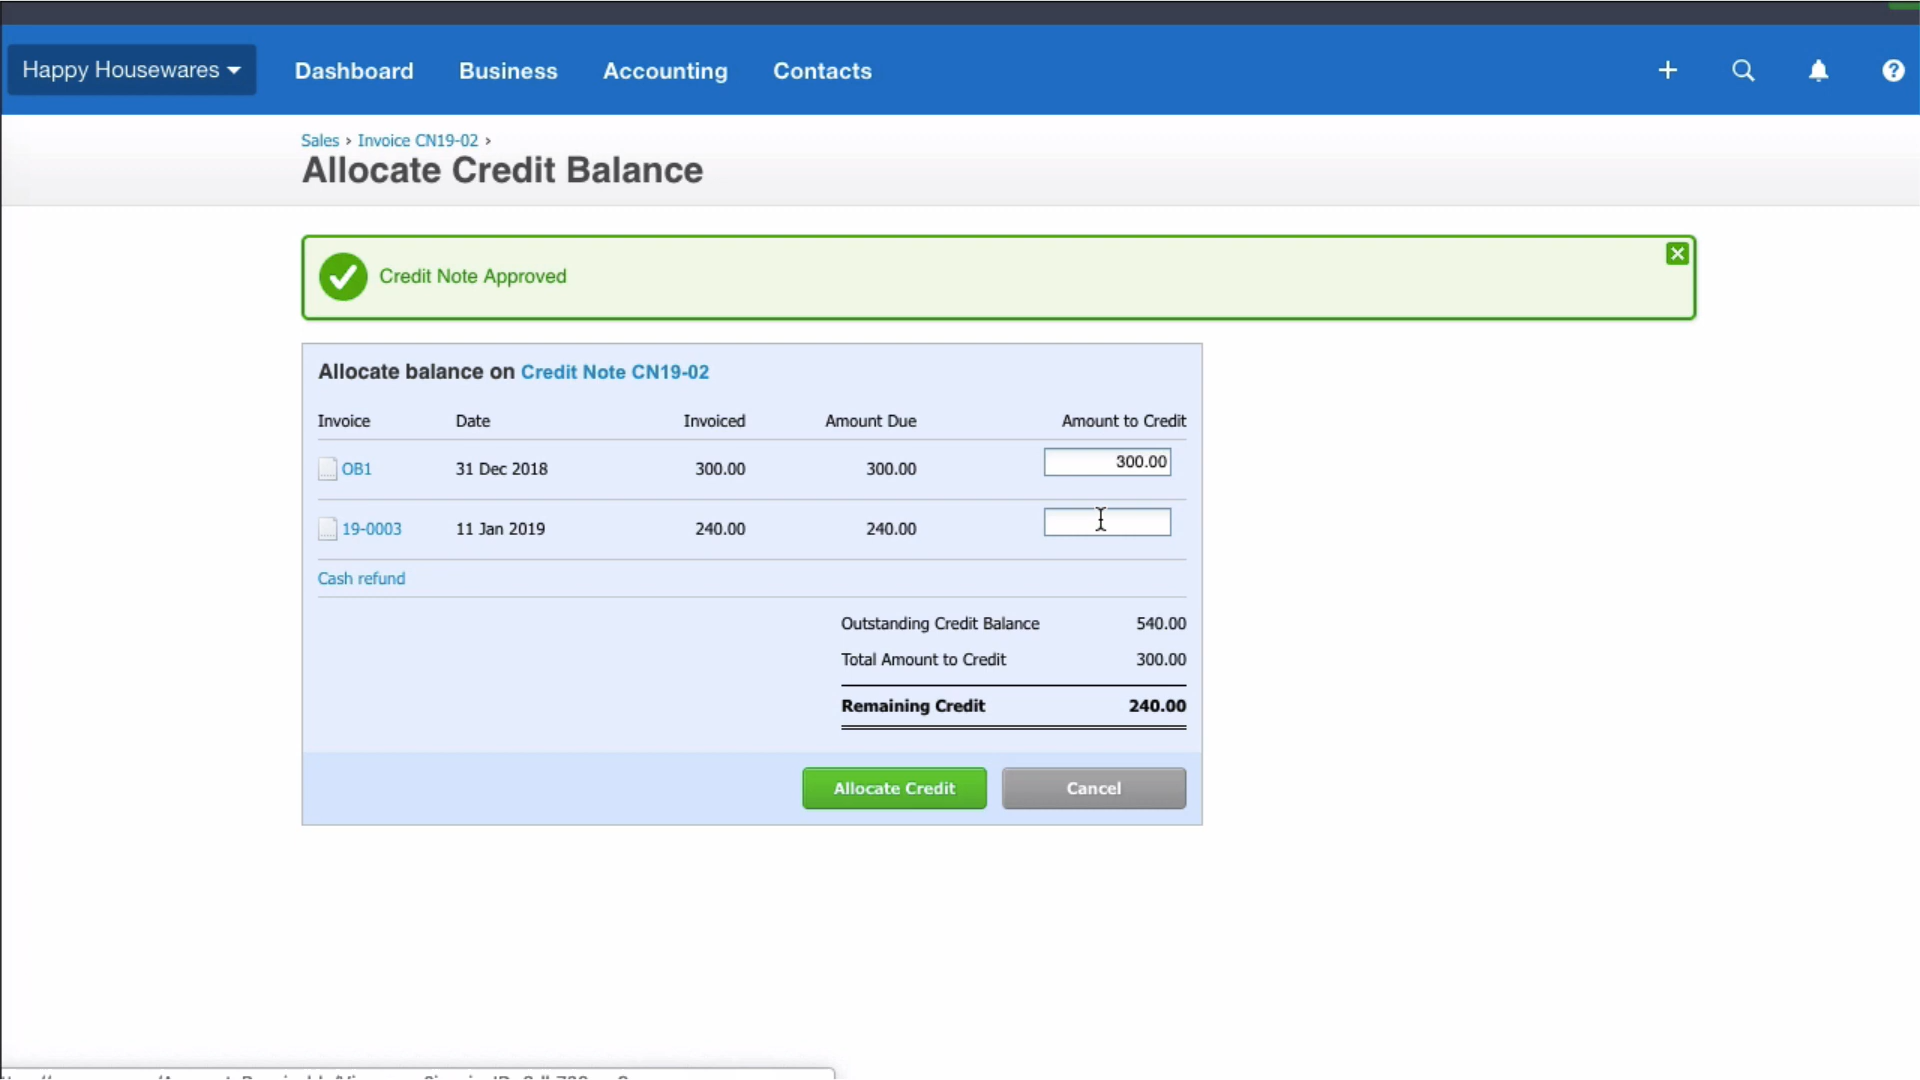 Happy Housewares Dashboard Business Accounting Contacts
Sales › Invoice CN19-02 ›
Allocate Credit Balance
Credit Note Approved
Allocate balance on Credit Note CN19-02
Invoice Date Invoiced Amount Due Amount to Credit
OB1 31 Dec 2018 300.00 300.00 300.00
19-0003 11 Jan 2019 240.00 240.00
Cash refund
Outstanding Credit Balance 540.00
Total Amount to Credit 300.00
Remaining Credit 240.00
Allocate Credit Cancel